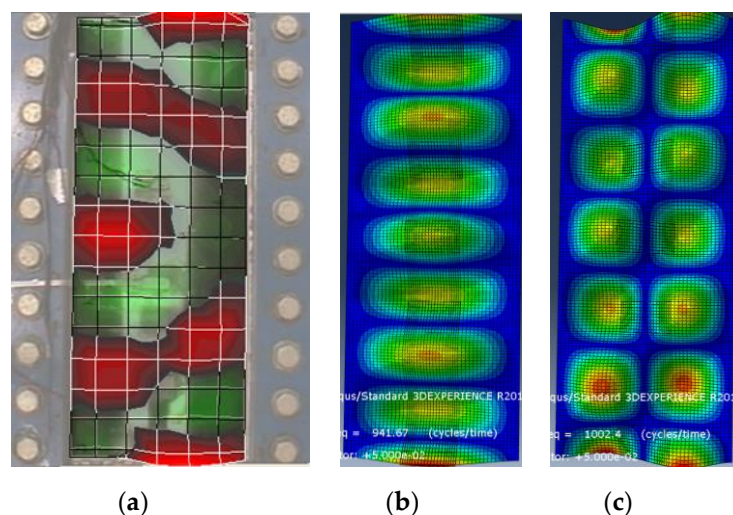 qus/Standard 3DEXPERIENCE R201
eq = 941.67 (cycles/time)
tor: +5.000e-02
qus/Standard 3DEXPERIENCE R201
eq = 1002.4 (cycles/time)
tor: +5.000e-02
(a)
(b)
(c)